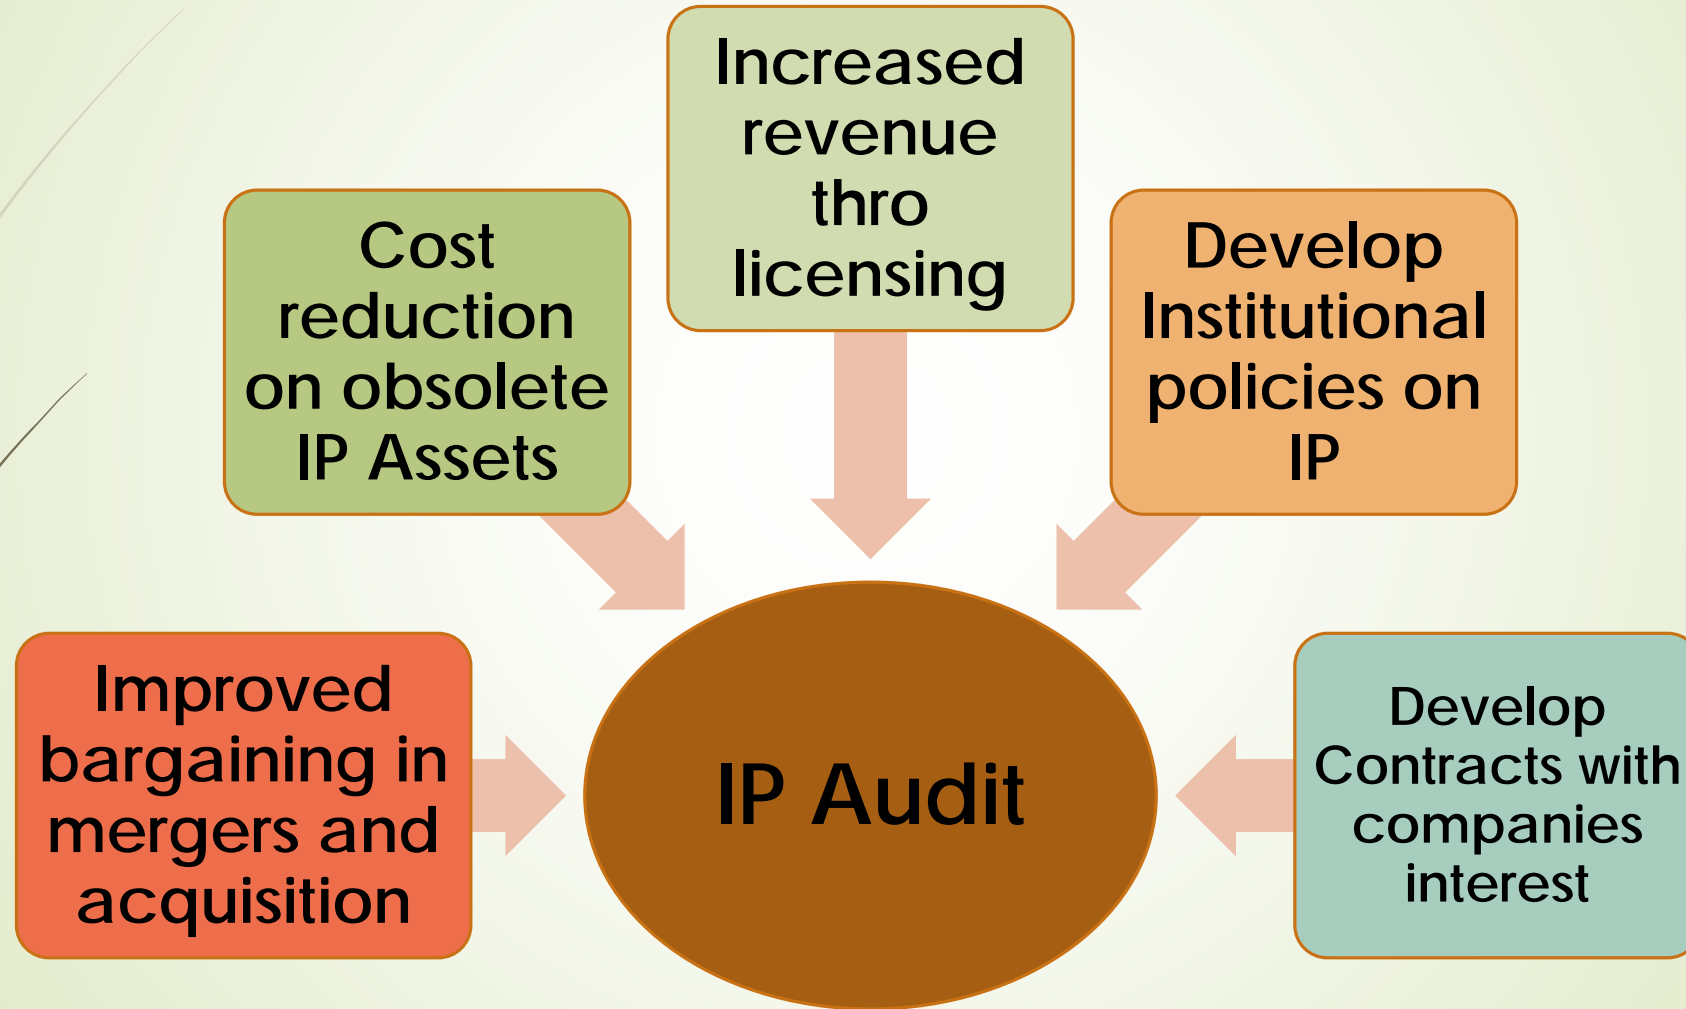 Increased
revenue
thro
licensing
Cost
reduction
on obsolete
IP Assets
Develop
Institutional
policies on
IP
Improved
bargaining in
mergers and
acquisition
IP Audit
Develop
Contracts with
companies
interest